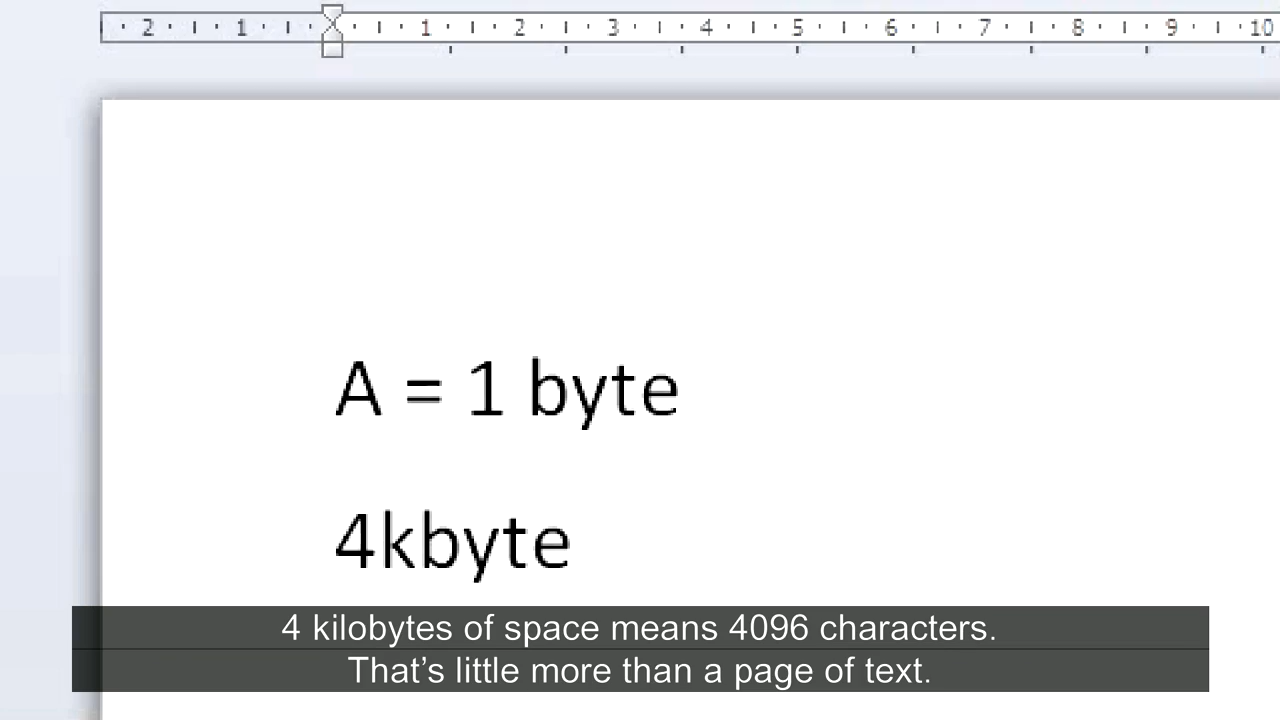 2 1 1 2 3 4 5 6 7 8 9 10
A = 1 byte
4kbyte
4 kilobytes of space means 4096 characters.
That’s little more than a page of text.